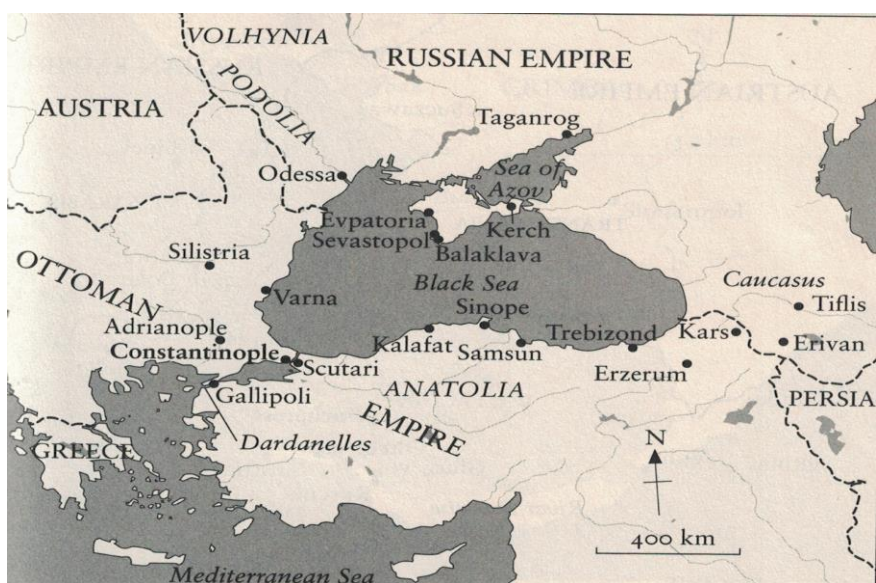 VOLHYNIA
RUSSIAN EMPIRE
PODOLIA
AUSTRIA
Taganrog
Odessa
Sea of
Azov
Evpatoria
Kerch
Sevastopol
Balaklava
Silistria
OTTOMAN
Black Sea
Caucasus
Varna
Sinope
Tiflis
Adrianople
Kalafat
Samsun
Trebizond
Kars
Erivan
Constantinople
Scutari
Erzerum
Gallipoli
ANATOLIA
PERSIA
EMPIRE
Dardanelles
GREECE
N
400 km
Mediterranean Sea